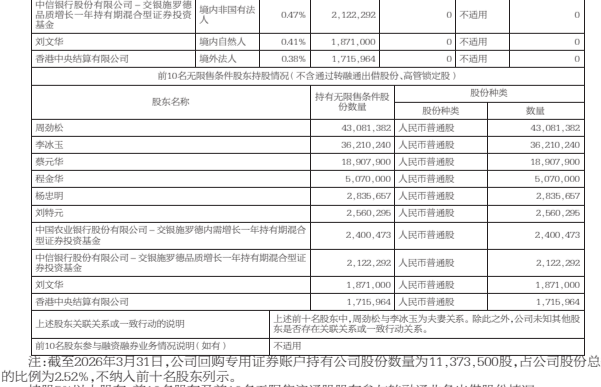 中信银行股份有限公司－交银施罗德
品质增长一年持有期混合型证券投资
基金
境内非国有法
人
0.47% 2,122,292 0 不适用 0
刘文华 境内自然人 0.41% 1,871,000 0 不适用 0
香港中央结算有限公司 境外法人 0.38% 1,715,964 0 不适用 0
前10名无限售条件股东持股情况（不含通过转融通出借股份、高管锁定股）
股东名称
持有无限售条件股
份数量
股份种类
股份种类 数量
周劲松 43,081,382 人民币普通股 43,081,382
李冰玉 36,210,240 人民币普通股 36,210,240
蔡元华 18,907,900 人民币普通股 18,907,900
程金华 5,070,000 人民币普通股 5,070,000
杨忠明 2,835,657 人民币普通股 2,835,657
刘特元 2,560,295 人民币普通股 2,560,295
中国农业银行股份有限公司－交银施罗德内需增长一年持有期混合
型证券投资基金
2,400,473 人民币普通股 2,400,473
中信银行股份有限公司－交银施罗德品质增长一年持有期混合型证
券投资基金
2,122,292 人民币普通股 2,122,292
刘文华 1,871,000 人民币普通股 1,871,000
香港中央结算有限公司 1,715,964 人民币普通股 1,715,964
上述股东关联关系或一致行动的说明
上述前十名股东中，周劲松与李冰玉为夫妻关系。除此之外，公司未知其他股
东是否存在关联关系或一致行动关系。
前10名股东参与融资融券业务情况说明（如有） 不适用
注：截至2026年3月31日，公司回购专用证券账户持有公司股份数量为11,373,500股，占公司股份总
的比例为2.52%，不纳入前十名股东列示。